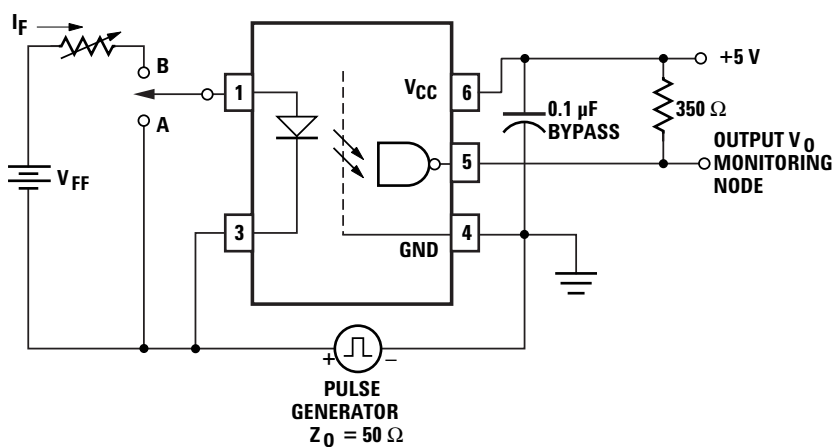 I_F
B
A
V_FF
1
3
V_CC
6
5
GND
4
0.1 µF
BYPASS
+5 V
350 Ω
OUTPUT V_O
MONITORING
NODE
+
–
PULSE
GENERATOR
Z_O = 50 Ω